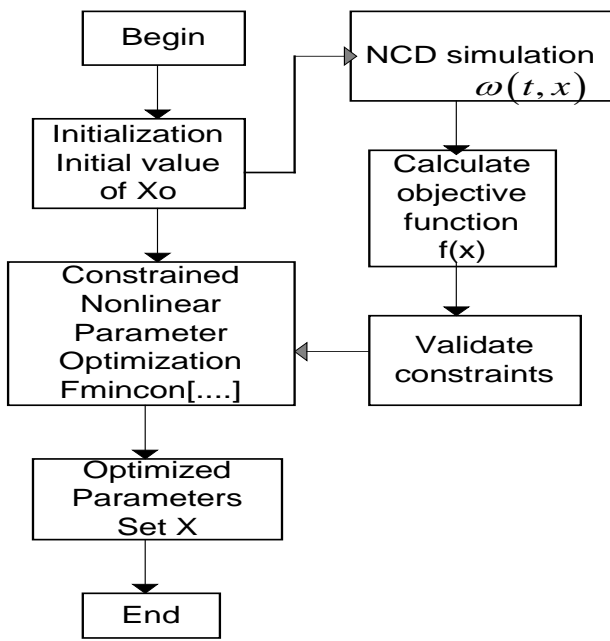 Begin
Initialization
Initial value
of Xo
Constrained
Nonlinear
Parameter
Optimization
Fmincon[....]
Optimized
Parameters
Set X
End
NCD simulation
ω(t, x)
Calculate
objective
function
f(x)
Validate
constraints